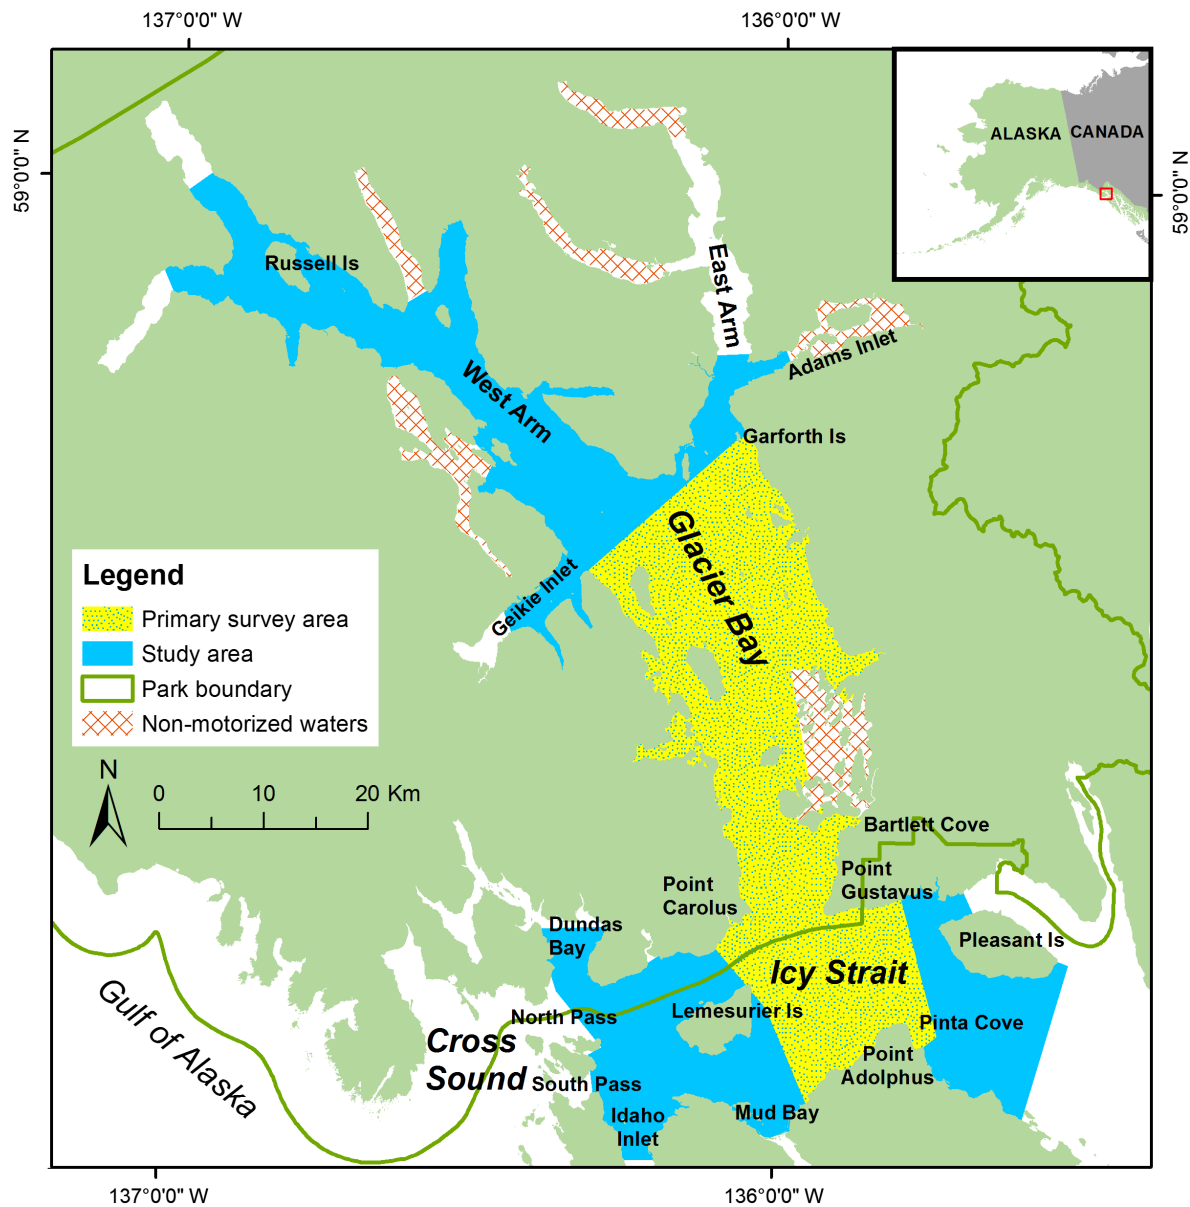 137°0'0" W
136°0'0" W
59°0'0" N
59°0'0" N
ALASKA
CANADA
Russell Is
East Arm
Adams Inlet
West Arm
Garforth Is
Glacier Bay
Geikie Inlet
Legend
Primary survey area
Study area
Park boundary
Non-motorized waters
N
0 10 20 Km
Bartlett Cove
Point
Gustavus
Point
Carolus
Dundas
Bay
Pleasant Is
Icy Strait
Lemesurier Is
North Pass
Pinta Cove
Cross
Sound
Gulf of Alaska
Point
Adolphus
South Pass
Idaho
Inlet
Mud Bay
137°0'0" W
136°0'0" W